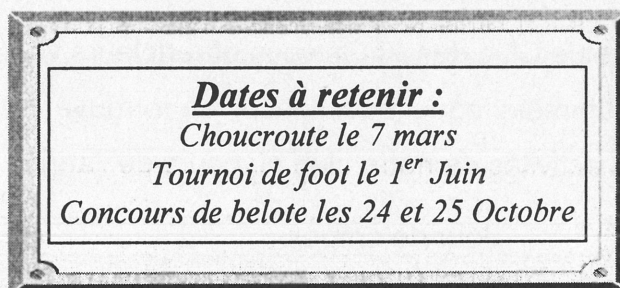 Dates à retenir :
Choucroute le 7 mars
Tournoi de foot le 1er Juin
Concours de belote les 24 et 25 Octobre